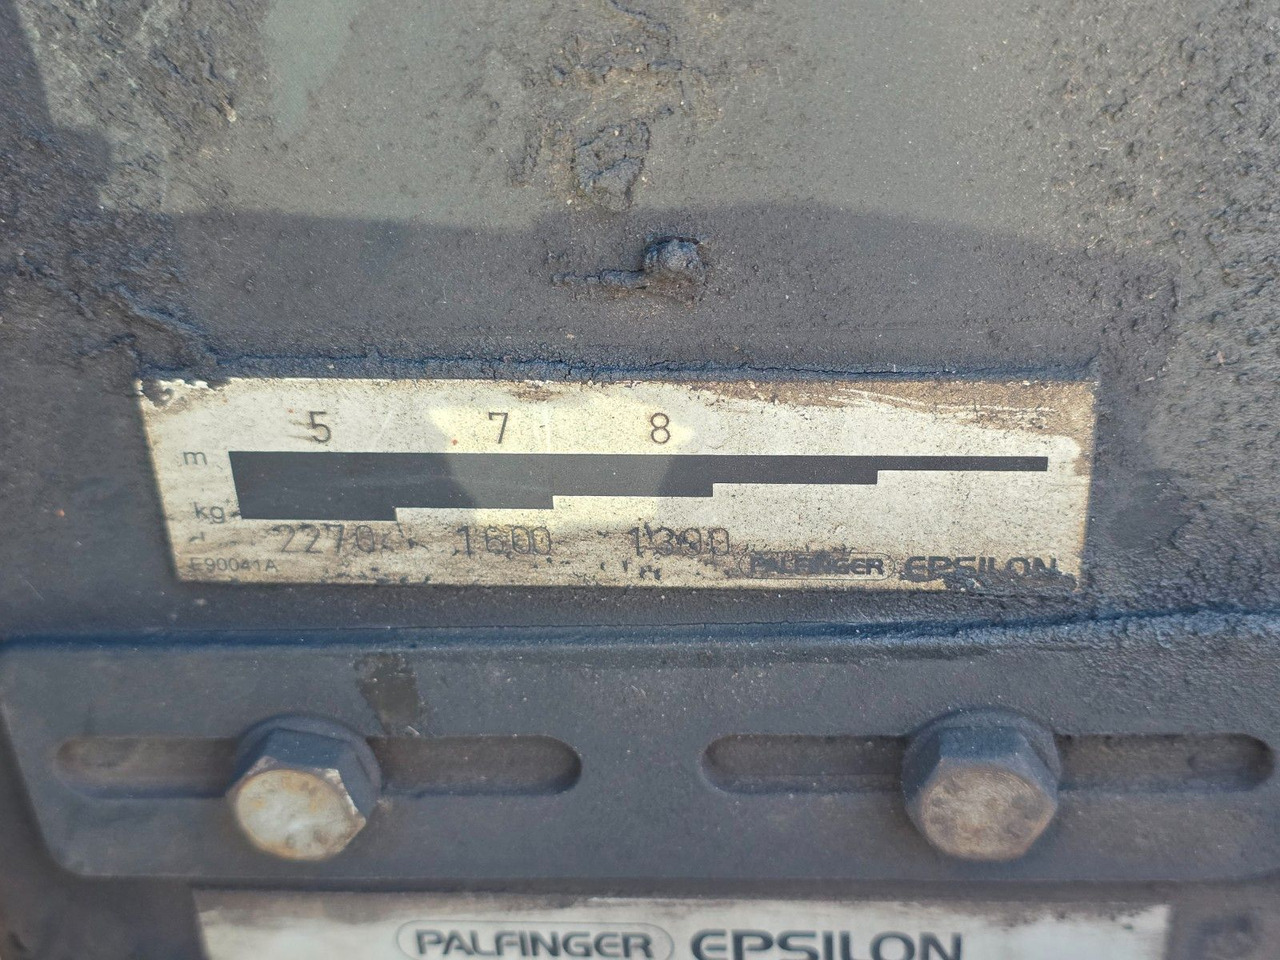 5 7 8
m
kg
2270 1600 1390
E90041A PALFINGER EPSILON
PALFINGER EPSILON